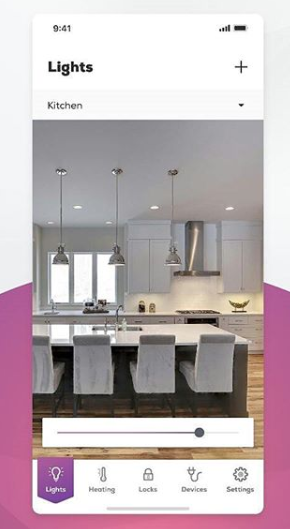 9:41
Lights +
Kitchen
Lights Heating Locks Devices Settings